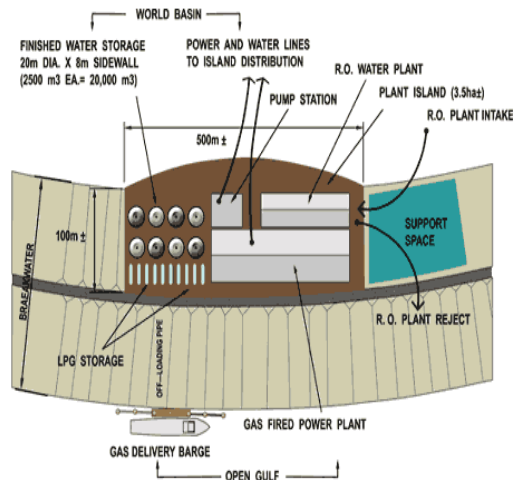 WORLD BASIN
FINISHED WATER STORAGE
20m DIA. X 8m SIDEWALL
(2500 m3 EA.= 20,000 m3)
POWER AND WATER LINES
TO ISLAND DISTRIBUTION
R.O. WATER PLANT
PUMP STATION
PLANT ISLAND (3.5ha±)
R.O. PLANT INTAKE
500m ±
100m ±
BRAEAKWATER
SUPPORT
SPACE
R.O. PLANT REJECT
LPG STORAGE
OFF-LOADING PIPE
GAS FIRED POWER PLANT
GAS DELIVERY BARGE
OPEN GULF